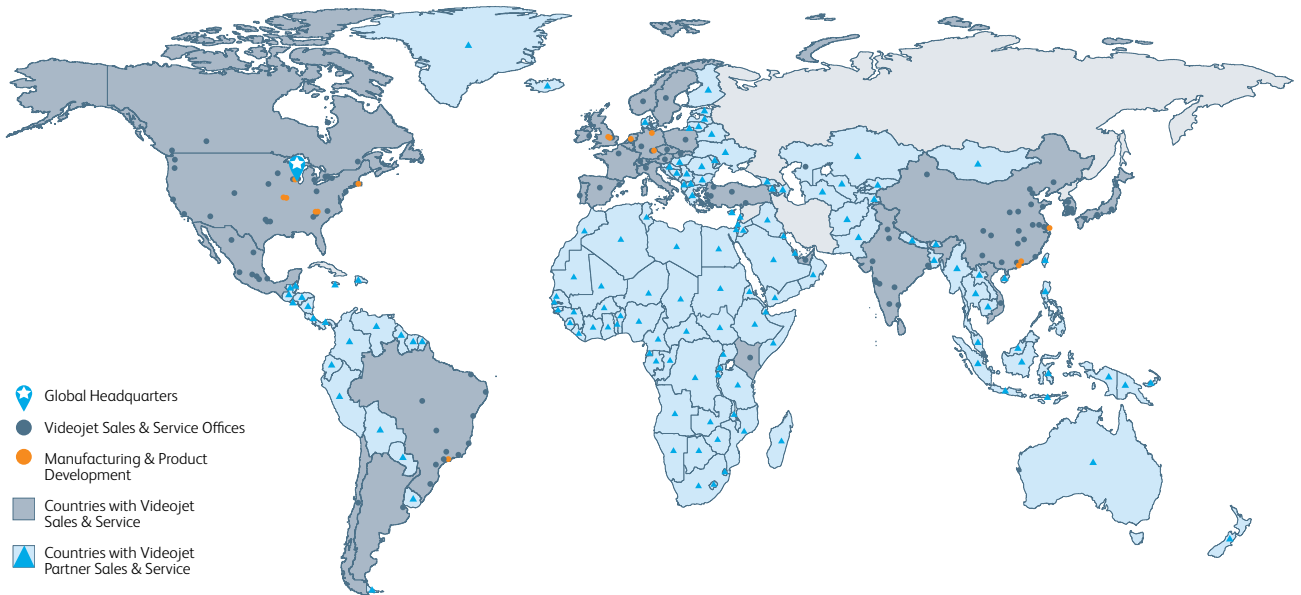 Global Headquarters
Videojet Sales & Service Offices
Manufacturing & Product
Development
Countries with Videojet
Sales & Service
Countries with Videojet
Partner Sales & Service